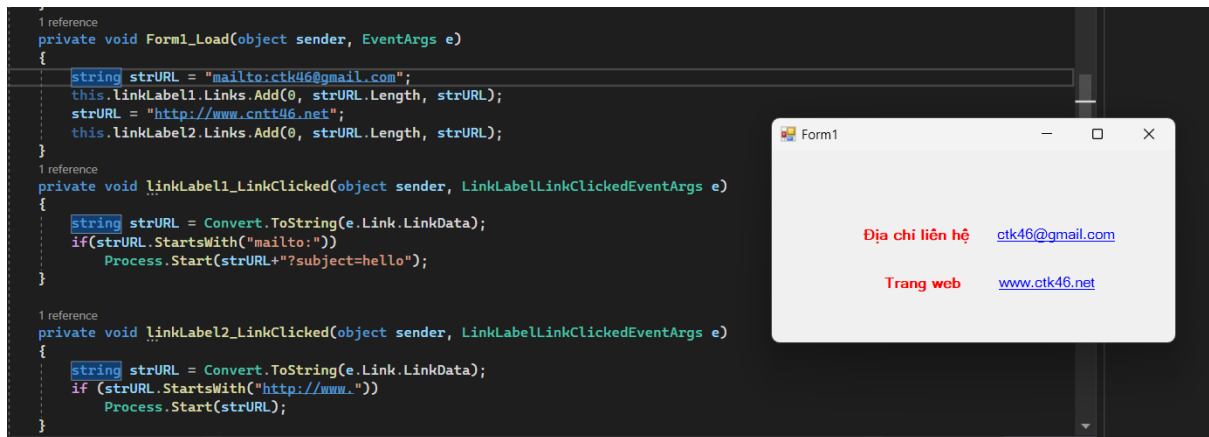 }
1 reference
private void Form1_Load(object sender, EventArgs e)
{
string strURL = "mailto:ctk46@gmail.com";
this.linkLabel1.Links.Add(0, strURL.Length, strURL);
strURL = "http://www.cntt46.net";
this.linkLabel2.Links.Add(0, strURL.Length, strURL);
}
1 reference
private void linkLabel1_LinkClicked(object sender, LinkLabelLinkClickedEventArgs e)
{
string strURL = Convert.ToString(e.Link.LinkData);
if(strURL.StartsWith("mailto:"))
Process.Start(strURL+"?subject=hello");
}
1 reference
private void linkLabel2_LinkClicked(object sender, LinkLabelLinkClickedEventArgs e)
{
string strURL = Convert.ToString(e.Link.LinkData);
if (strURL.StartsWith("http://www."))
Process.Start(strURL);
}
Form1
Địa chỉ liên hệ ctk46@gmail.com
Trang web www.ctk46.net